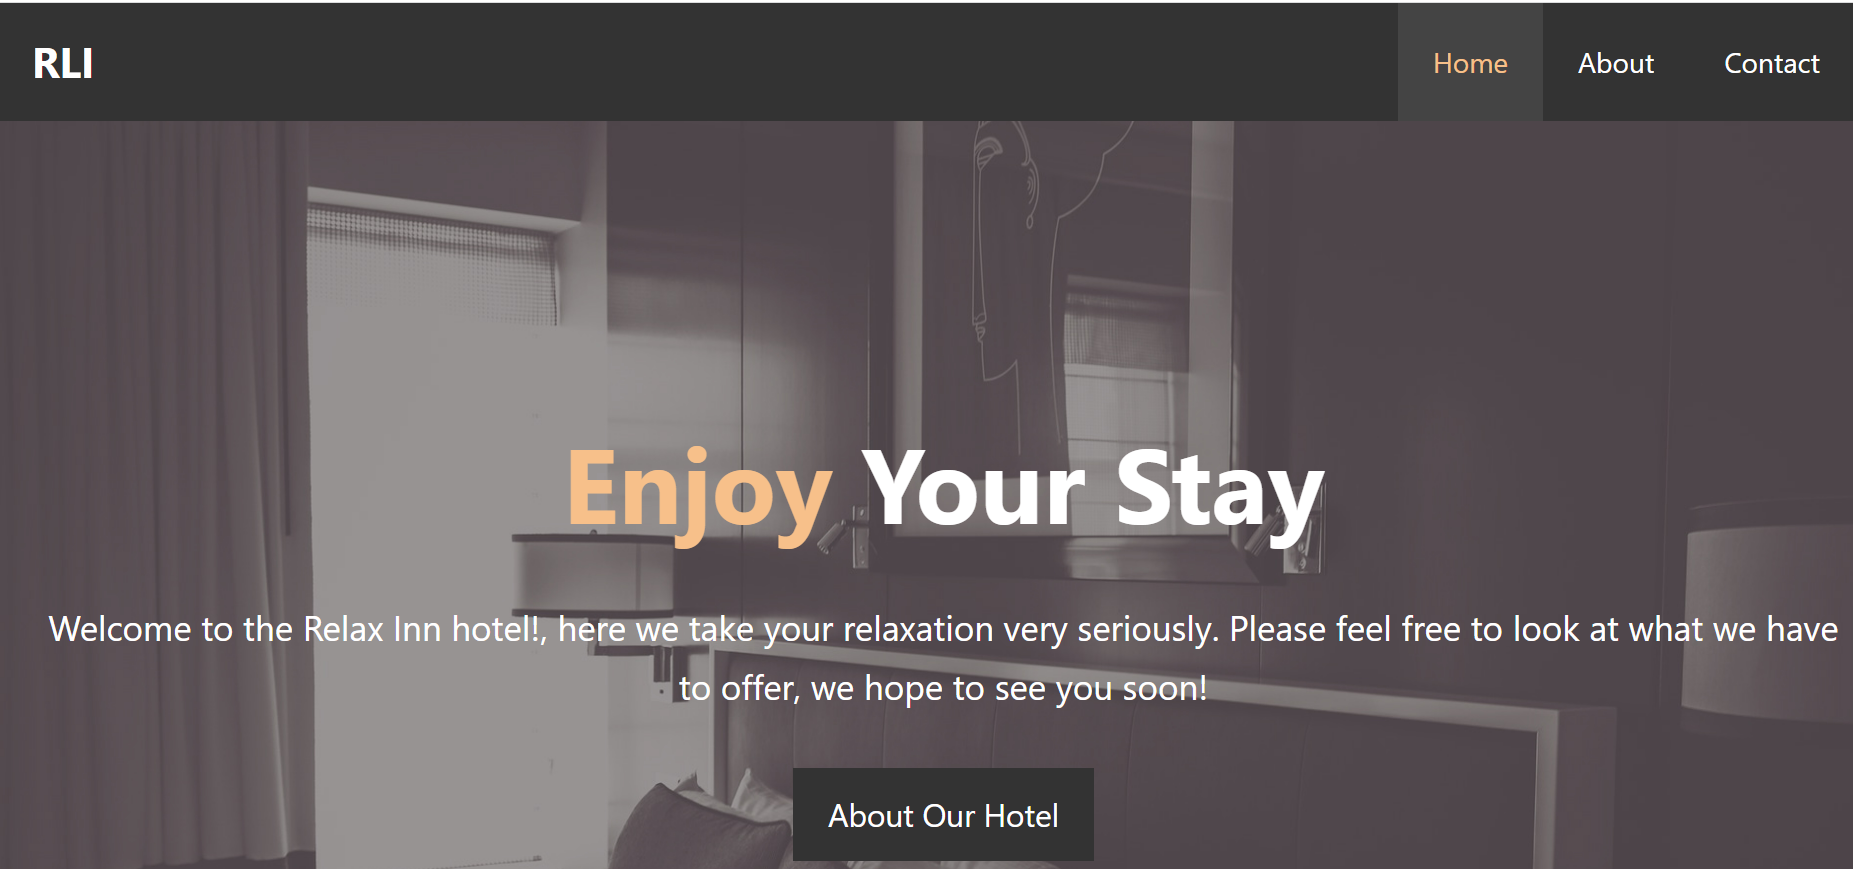 RLI
Home About Contact
Enjoy Your Stay
Welcome to the Relax Inn hotel!, here we take your relaxation very seriously. Please feel free to look at what we have
to offer, we hope to see you soon!
About Our Hotel